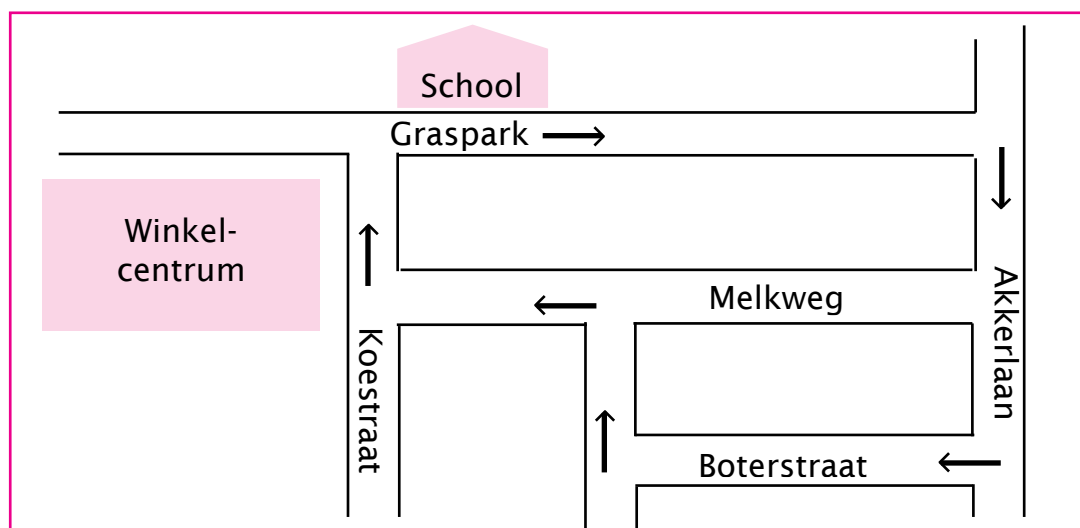 School
Graspark
Winkel-
centrum
Melkweg
Akkerlaan
Koestraat
Boterstraat